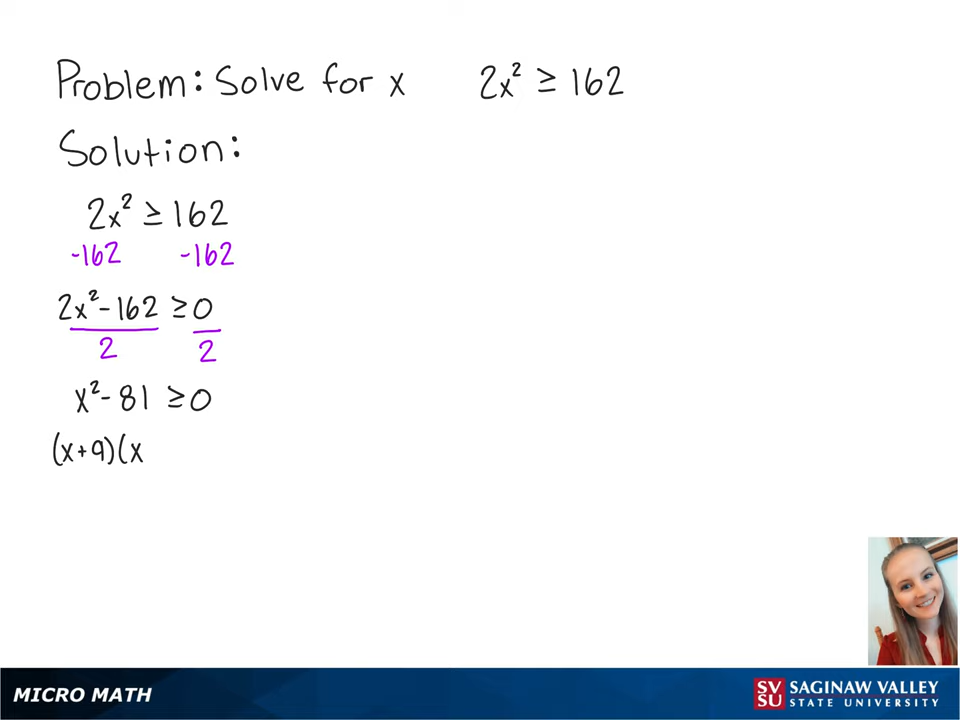 Problem: Solve for x 2x² ≥ 162
Solution:
2x² ≥ 162
-162 -162
2x² - 162 ≥ 0
2 2
x² - 81 ≥ 0
(x+9)(x
MICRO MATH
SV SU SAGINAW VALLEY STATE UNIVERSITY